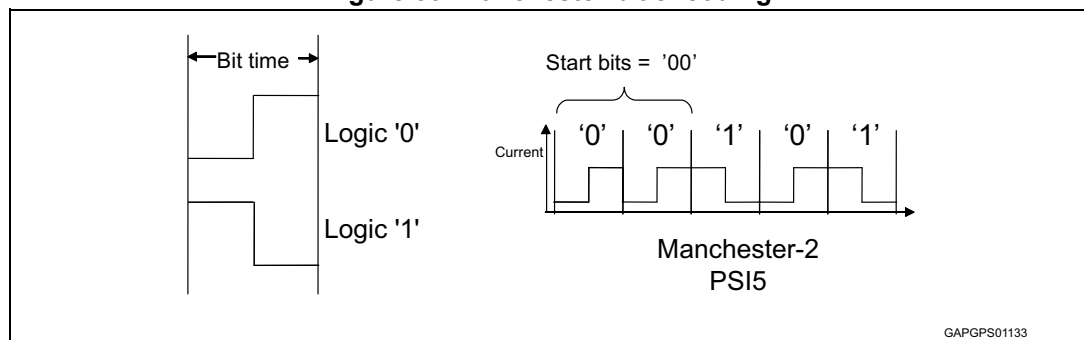 Bit time
Logic '0'
Logic '1'
Start bits = '00'
Current
‘0’ ‘0’ ‘1’ ‘0’ ‘1’
Manchester-2
PSI5
GAPGPS01133